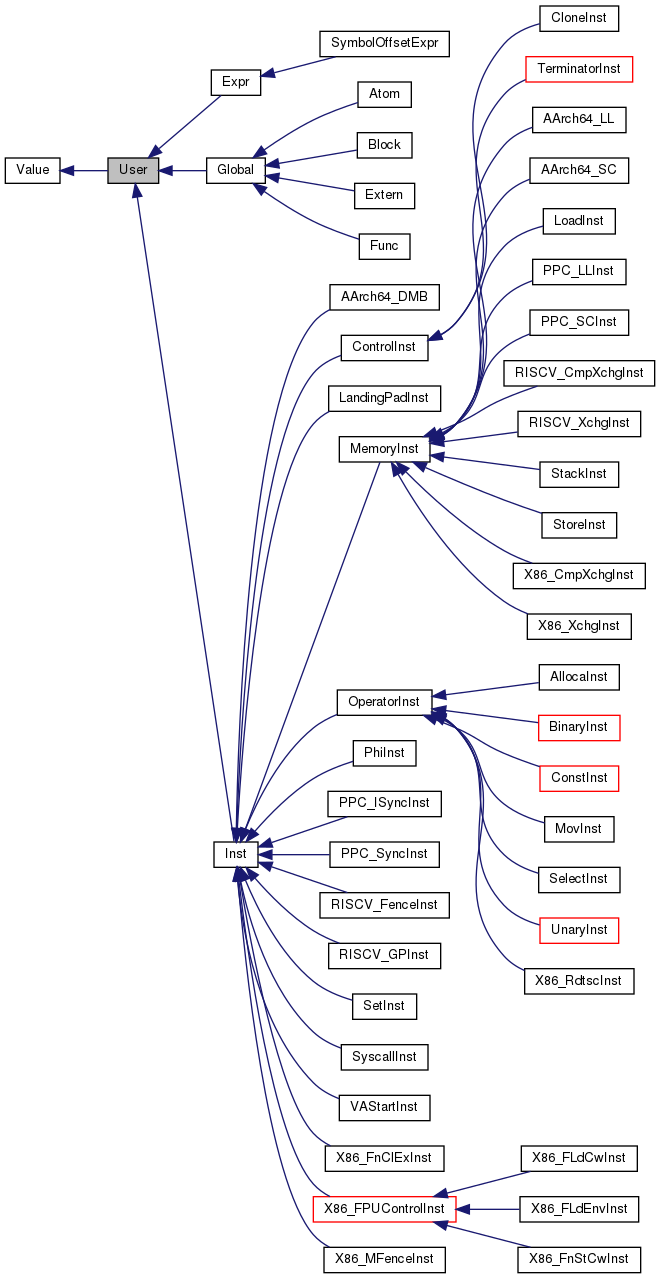 CloneInst
SymbolOffsetExpr
TerminatorInst
Expr
Atom
AArch64_LL
Block
Value
User
Global
AArch64_SC
Extern
LoadInst
Func
PPC_LLInst
AArch64_DMB
PPC_SCInst
ControlInst
RISCV_CmpXchgInst
LandingPadInst
RISCV_XchgInst
MemoryInst
StackInst
StoreInst
X86_CmpXchgInst
X86_XchgInst
AllocaInst
OperatorInst
BinaryInst
PhiInst
ConstInst
PPC_ISyncInst
MovInst
Inst
PPC_SyncInst
SelectInst
RISCV_FenceInst
UnaryInst
RISCV_GPInst
X86_RdtscInst
SetInst
SyscallInst
VAStartInst
X86_FnClExInst
X86_FLdCwInst
X86_FPUControlInst
X86_FLdEnvInst
X86_MFenceInst
X86_FnStCwInst